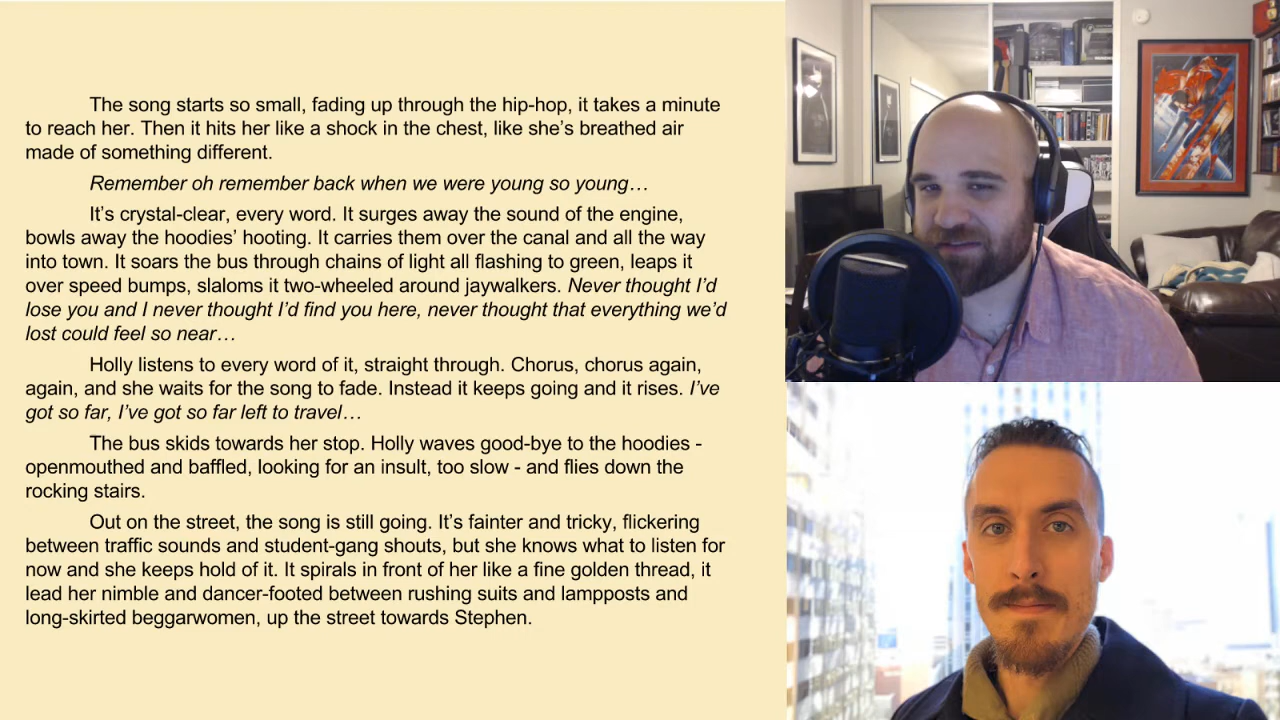 The song starts so small, fading up through the hip-hop, it takes a minute
to reach her. Then it hits her like a shock in the chest, like she’s breathed air
made of something different.
Remember oh remember back when we were young so young…
It’s crystal-clear, every word. It surges away the sound of the engine,
bowls away the hoodies’ hooting. It carries them over the canal and all the way
into town. It soars the bus through chains of light all flashing to green, leaps it
over speed bumps, slaloms it two-wheeled around jaywalkers. Never thought I’d
lose you and I never thought I’d find you here, never thought that everything we’d
lost could feel so near…
Holly listens to every word of it, straight through. Chorus, chorus again,
again, and she waits for the song to fade. Instead it keeps going and it rises. I’ve
got so far, I’ve got so far left to travel…
The bus skids towards her stop. Holly waves good-bye to the hoodies -
openmouthed and baffled, looking for an insult, too slow - and flies down the
rocking stairs.
Out on the street, the song is still going. It’s fainter and tricky, flickering
between traffic sounds and student-gang shouts, but she knows what to listen for
now and she keeps hold of it. It spirals in front of her like a fine golden thread, it
lead her nimble and dancer-footed between rushing suits and lampposts and
long-skirted beggarwomen, up the street towards Stephen.